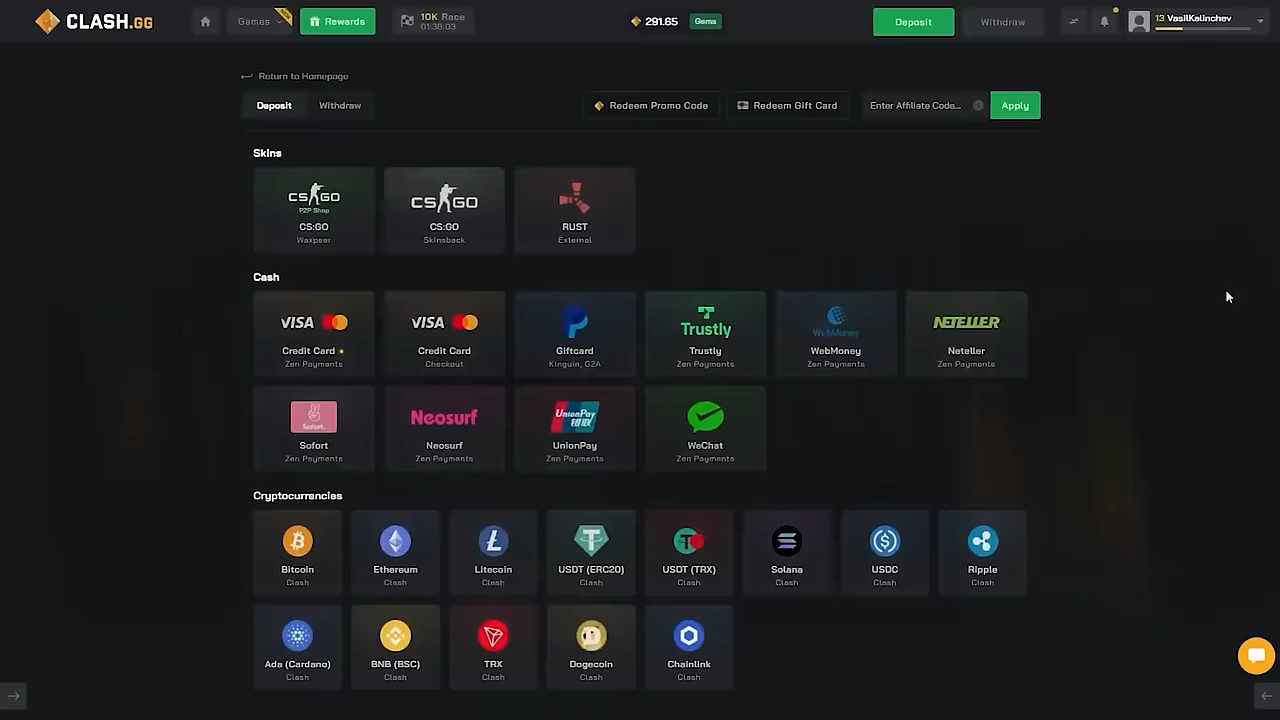 CLASH.GG
Games
NEW
Rewards
10K Race
01:38:03
291.65
Gems
Deposit
Withdraw
13 VasilKalinchev
Return to Homepage
Deposit
Withdraw
Redeem Promo Code
Redeem Gift Card
Enter Affiliate Code...
Apply
Skins
CS GO
P2P Shop
CS:GO
Waxpeer
CS GO
CS:GO
Skinsback
RUST
External
Cash
VISA
Credit Card
Zen Payments
VISA
Credit Card
Checkout
Giftcard
Kinguin, G2A
Trustly
Trustly
Zen Payments
WebMoney
WebMoney
Zen Payments
NETELLER
Neteller
Zen Payments
Sofort.
Sofort
Zen Payments
Neosurf
Neosurf
Zen Payments
UnionPay
银联
UnionPay
Zen Payments
WeChat
Zen Payments
Cryptocurrencies
Bitcoin
Clash
Ethereum
Clash
Litecoin
Clash
USDT (ERC20)
Clash
USDT (TRX)
Clash
Solana
Clash
USDC
Clash
Ripple
Clash
Ada (Cardano)
Clash
BNB (BSC)
Clash
TRX
Clash
Dogecoin
Clash
Chainlink
Clash